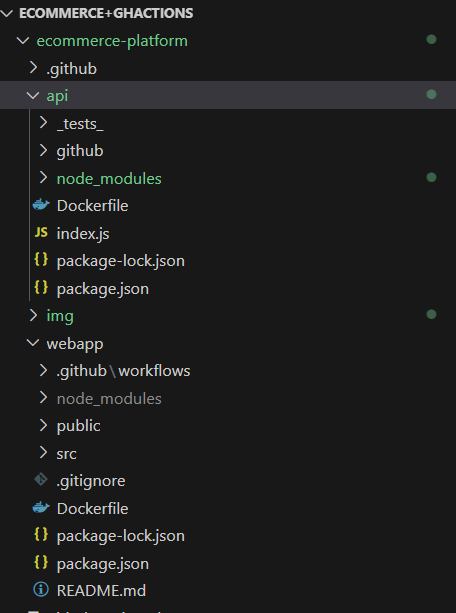 ECOMMERCE+GHACTIONS
ecommerce-platform
.github
api
_tests_
github
node_modules
Dockerfile
JS index.js
{} package-lock.json
{} package.json
img
webapp
.github\workflows
node_modules
public
src
.gitignore
Dockerfile
{} package-lock.json
{} package.json
README.md